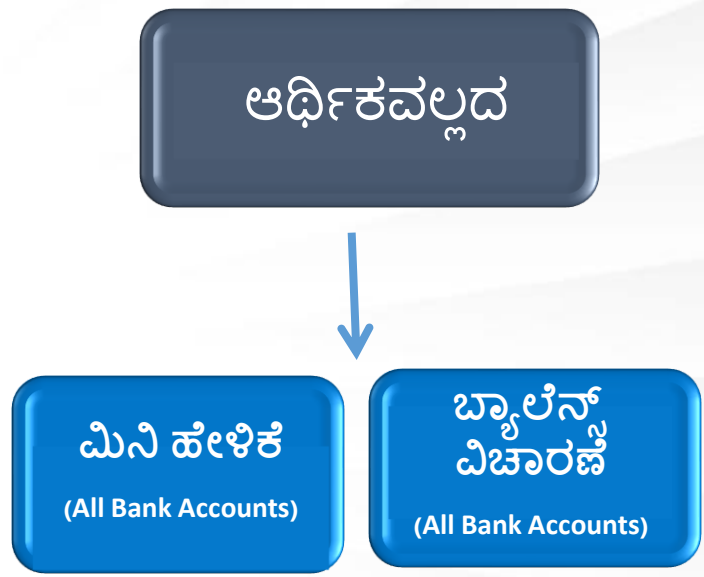 ಆರ್ಥಿಕವಲ್ಲದ
ಮಿನಿ ಹೇಳಿಕೆ
(All Bank Accounts)
ಬ್ಯಾಲೆನ್ಸ್
ವಿಚಾರಣೆ
(All Bank Accounts)